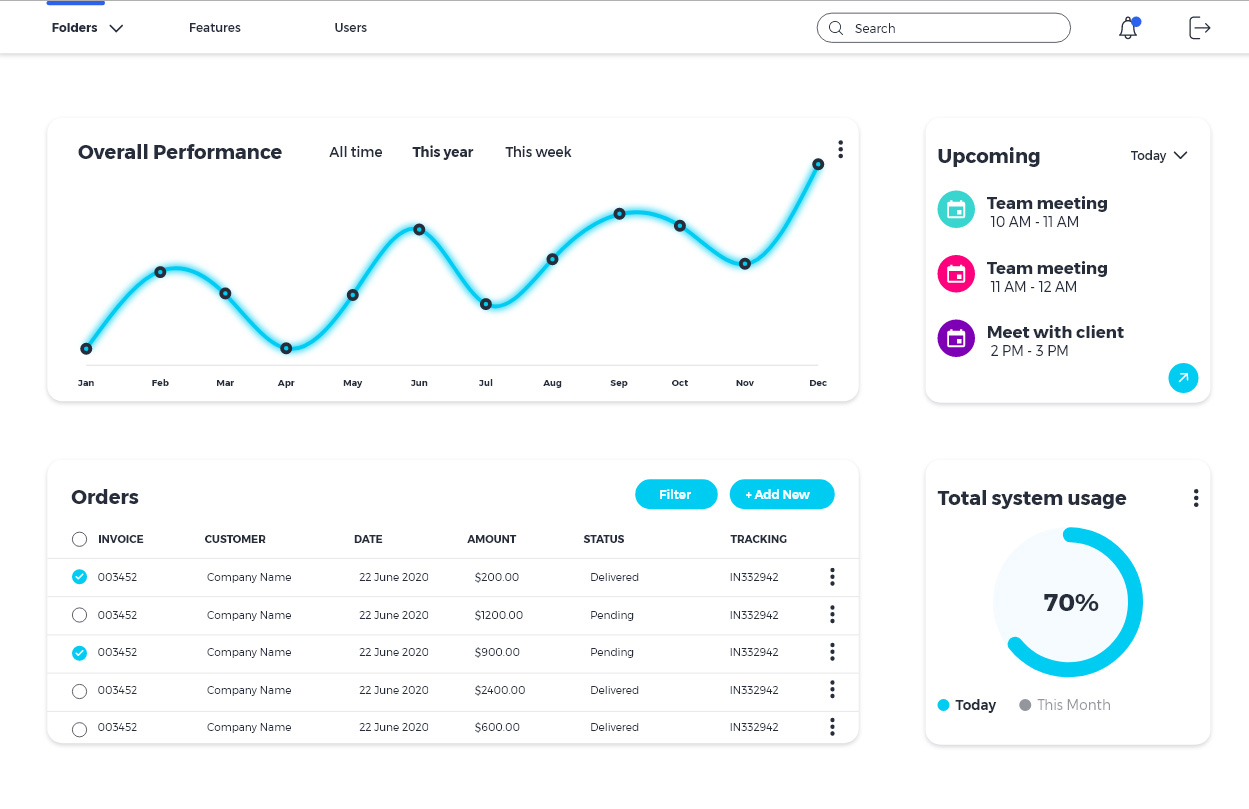 Folders Features Users Search
Overall Performance All time This year This week
Jan Feb Mar Apr May Jun Jul Aug Sep Oct Nov Dec
Upcoming Today
Team meeting
10 AM - 11 AM
Team meeting
11 AM - 12 AM
Meet with client
2 PM - 3 PM
Orders Filter + Add New
INVOICE CUSTOMER DATE AMOUNT STATUS TRACKING
003452 Company Name 22 June 2020 $200.00 Delivered IN332942
003452 Company Name 22 June 2020 $1200.00 Pending IN332942
003452 Company Name 22 June 2020 $900.00 Pending IN332942
003452 Company Name 22 June 2020 $2400.00 Delivered IN332942
003452 Company Name 22 June 2020 $600.00 Delivered IN332942
Total system usage
70%
Today This Month